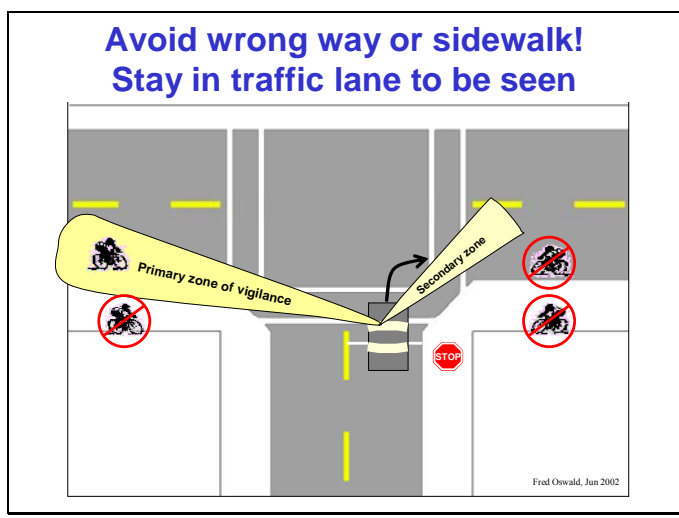 Avoid wrong way or sidewalk!
Stay in traffic lane to be seen
Primary zone of vigilance
Secondary zone
STOP
Fred Oswald, Jun 2002